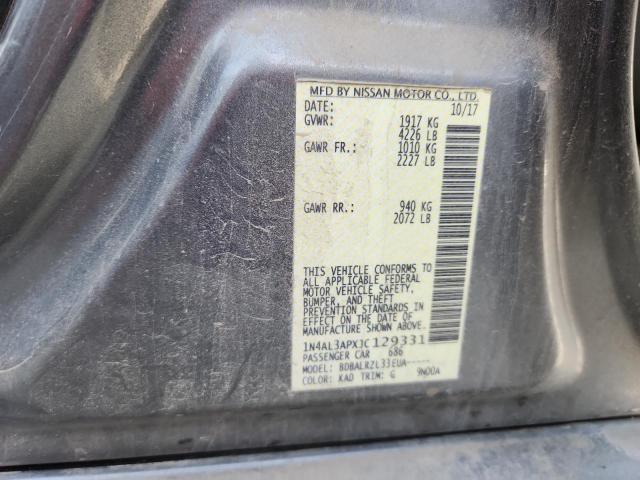 MFD BY NISSAN MOTOR CO., LTD.
DATE: 10/17
GVWR: 1917 KG
4226 LB
GAWR FR.: 1010 KG
2227 LB
GAWR RR.: 940 KG
2072 LB
THIS VEHICLE CONFORMS TO
ALL APPLICABLE FEDERAL
MOTOR VEHICLE SAFETY,
BUMPER, AND THEFT
PREVENTION STANDARDS IN
EFFECT ON THE DATE OF
MANUFACTURE SHOWN ABOVE.
1N4AL3APXJC129331
PASSENGER CAR 686
MODEL: BDBALRZL33EUA-----
COLOR: KAD TRIM: G 9N00A